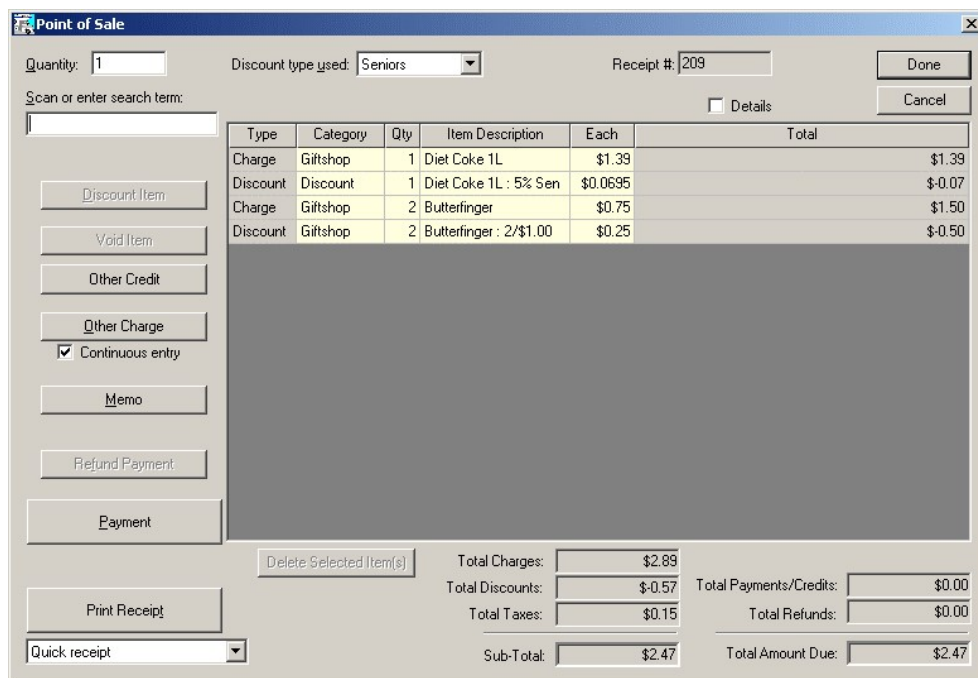 Point of Sale
Quantity: 1 Discount type used: Seniors Receipt #: 209 Done
Scan or enter search term: Details Cancel
Type Category Qty Item Description Each Total
Charge Giftshop 1 Diet Coke 1L $1.39 $1.39
Discount Discount 1 Diet Coke 1L : 5% Sen $0.0695 $-0.07
Charge Giftshop 2 Butterfinger $0.75 $1.50
Discount Giftshop 2 Butterfinger : 2/$1.00 $0.25 $-0.50
Discount Item
Void Item
Other Credit
Other Charge
Continuous entry
Memo
Refund Payment
Payment
Delete Selected Item(s) Total Charges: $2.89
Total Discounts: $-0.57 Total Payments/Credits: $0.00
Print Receipt Total Taxes: $0.15 Total Refunds: $0.00
Quick receipt Sub-Total: $2.47 Total Amount Due: $2.47